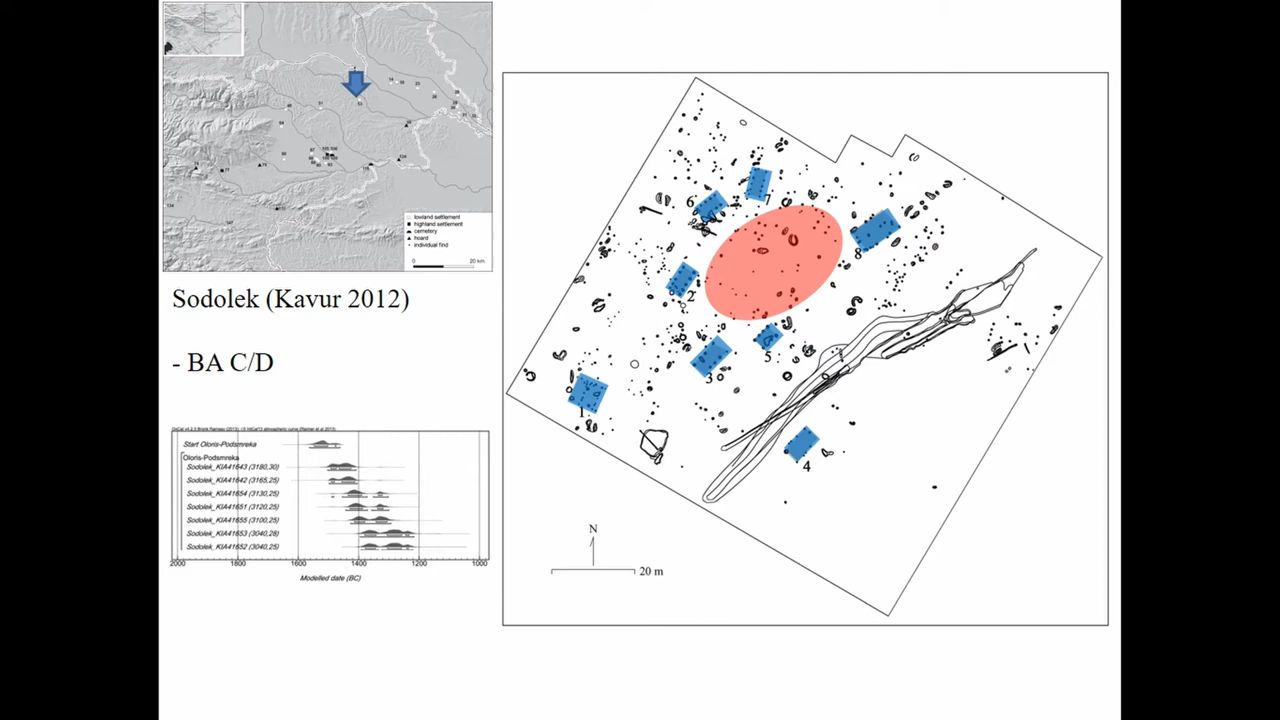 lowland settlement
highland settlement
cemetery
hoard
individual find
0 20 km
Sodolek (Kavur 2012)
- BA C/D
Start Oloris-Podsmreka
Oloris-Podsmreka
Sodolek_KIA41643 (3180,30)
Sodolek_KIA41642 (3165,25)
Sodolek_KIA41654 (3130,25)
Sodolek_KIA41651 (3120,25)
Sodolek_KIA41655 (3100,25)
Sodolek_KIA41653 (3040,28)
Sodolek_KIA41652 (3040,25)
2000 1800 1600 1400 1200 1000
Modelled date (BC)
6
7
8
2
5
3
1
4
N
20 m